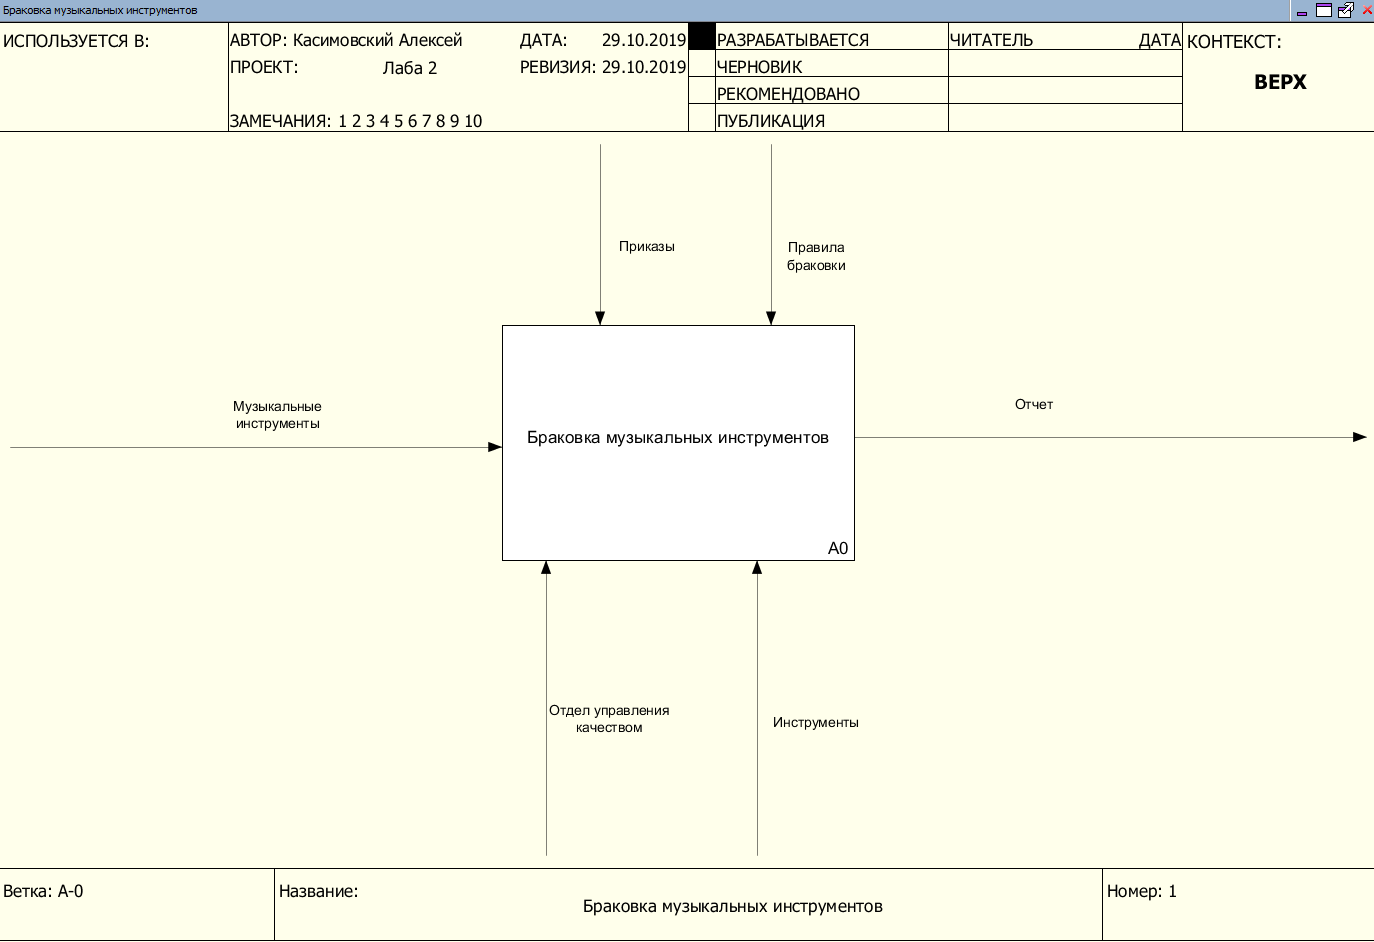 Браковка музыкальных инструментов
ИСПОЛЬЗУЕТСЯ В:
АВТОР: Касимовский Алексей
ДАТА: 29.10.2019
ПРОЕКТ: Лаба 2
РЕВИЗИЯ: 29.10.2019
ЗАМЕЧАНИЯ: 1 2 3 4 5 6 7 8 9 10
РАЗРАБАТЫВАЕТСЯ
ЧЕРНОВИК
РЕКОМЕНДОВАНО
ПУБЛИКАЦИЯ
ЧИТАТЕЛЬ ДАТА
КОНТЕКСТ:
ВЕРХ
Приказы
Правила
браковки
Музыкальные
инструменты
Отчет
Браковка музыкальных инструментов
A0
Отдел управления
качеством
Инструменты
Ветка: A-0
Название:
Браковка музыкальных инструментов
Номер: 1